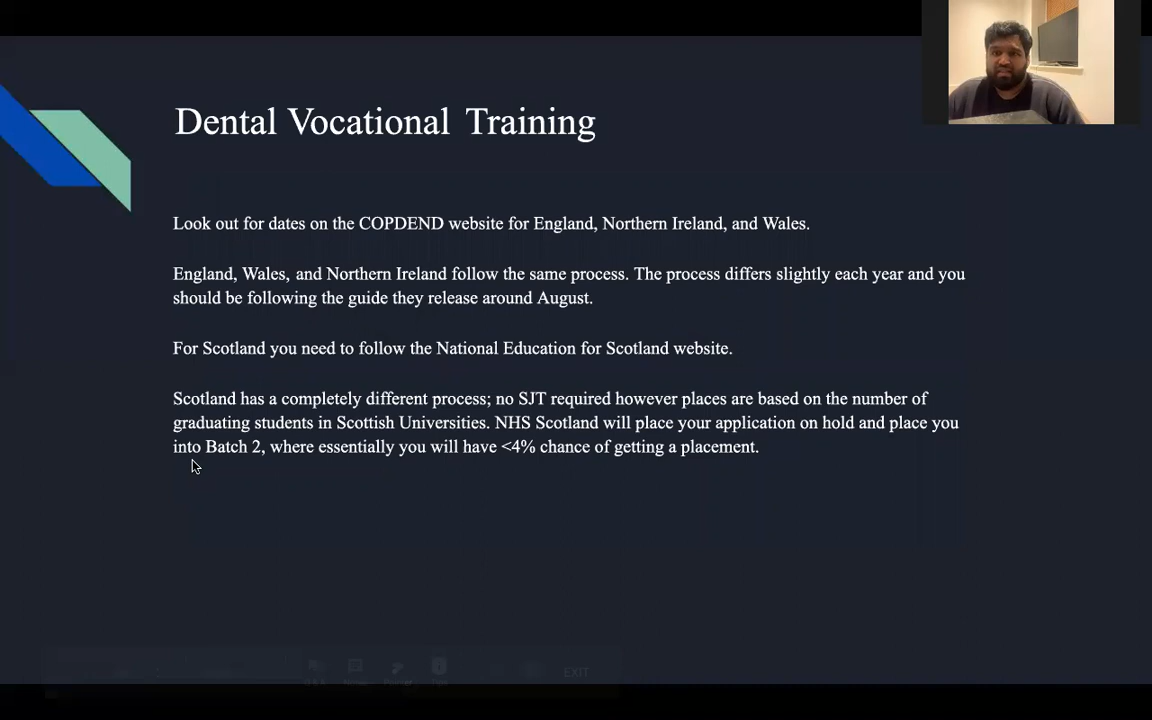 Dental Vocational Training
Look out for dates on the COPDEND website for England, Northern Ireland, and Wales.
England, Wales, and Northern Ireland follow the same process. The process differs slightly each year and you
should be following the guide they release around August.
For Scotland you need to follow the National Education for Scotland website.
Scotland has a completely different process; no SJT required however places are based on the number of
graduating students in Scottish Universities. NHS Scotland will place your application on hold and place you
into Batch 2, where essentially you will have <4% chance of getting a placement.
EXIT